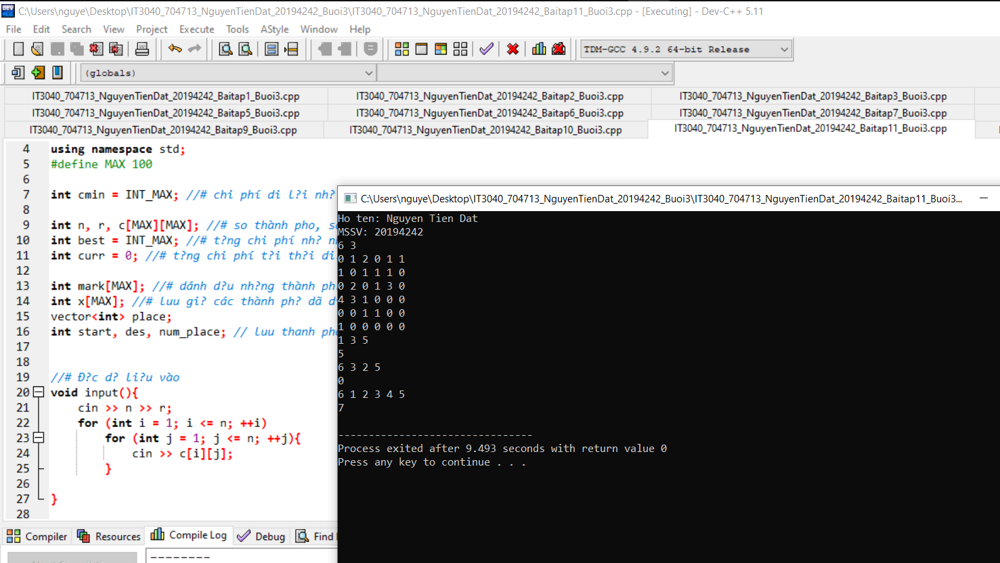 C:\Users\nguye\Desktop\IT3040_704713_NguyenTienDat_20194242_Buoi3\IT3040_704713_NguyenTienDat_20194242_Baitap11_Buoi3.cpp - [Executing] - Dev-C++ 5.11
File Edit Search View Project Execute Tools AStyle Window Help
TDM-GCC 4.9.2 64-bit Release
(globals)
IT3040_704713_NguyenTienDat_20194242_Baitap1_Buoi3.cpp IT3040_704713_NguyenTienDat_20194242_Baitap2_Buoi3.cpp IT3040_704713_NguyenTienDat_20194242_Baitap3_Buoi3.cpp
IT3040_704713_NguyenTienDat_20194242_Baitap5_Buoi3.cpp IT3040_704713_NguyenTienDat_20194242_Baitap6_Buoi3.cpp IT3040_704713_NguyenTienDat_20194242_Baitap7_Buoi3.cpp
IT3040_704713_NguyenTienDat_20194242_Baitap9_Buoi3.cpp IT3040_704713_NguyenTienDat_20194242_Baitap10_Buoi3.cpp IT3040_704713_NguyenTienDat_20194242_Baitap11_Buoi3.cpp
4 using namespace std;
5 #define MAX 100
6
7 int cmin = INT_MAX; //# chi phí di l?i nh?
8
9 int n, r, c[MAX][MAX]; //# so thành pho, s
10 int best = INT_MAX; //# t?ng chi phí nh? n
11 int curr = 0; //# t?ng chi phí t?i th?i di
12
13 int mark[MAX]; //# dánh d?u nh?ng thành ph
14 int x[MAX]; //# luu gi? các thành ph? dã d
15 vector<int> place;
16 int start, des, num_place; // luu thanh ph
17
18
19 //# Đ?c d? li?u vào
20 void input(){
21 cin >> n >> r;
22 for (int i = 1; i <= n; ++i)
23 for (int j = 1; j <= n; ++j){
24 cin >> c[i][j];
25 }
26
27 }
28
Compiler Resources Compile Log Debug Find
--------
C:\Users\nguye\Desktop\IT3040_704713_NguyenTienDat_20194242_Buoi3\IT3040_704713_NguyenTienDat_20194242_Baitap11_Buoi3...
Ho ten: Nguyen Tien Dat
MSSV: 20194242
6 3
0 1 2 0 1 1
1 0 1 1 1 0
0 2 0 1 3 0
4 3 1 0 0 0
0 0 1 1 0 0
1 0 0 0 0 0
1 3 5
5
6 3 2 5
0
6 1 2 3 4 5
7
--------------------------------
Process exited after 9.493 seconds with return value 0
Press any key to continue . . .